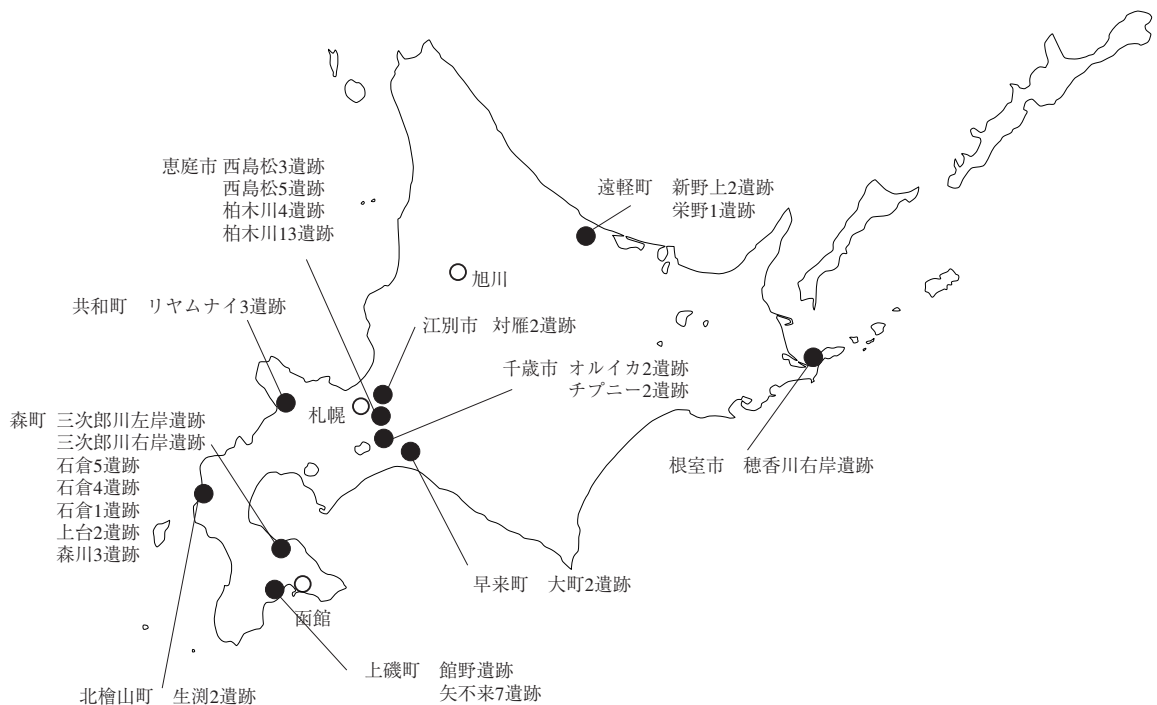 恵庭市 西島松3遺跡
西島松5遺跡
柏木川4遺跡
柏木川13遺跡
遠軽町 新野上2遺跡
栄野1遺跡
旭川
共和町 リヤムナイ3遺跡
江別市 対雁2遺跡
千歳市 オルイカ2遺跡
チプニー2遺跡
札幌
森町 三次郎川左岸遺跡
三次郎川右岸遺跡
石倉5遺跡
石倉4遺跡
石倉1遺跡
上台2遺跡
森川3遺跡
根室市 穂香川右岸遺跡
早来町 大町2遺跡
函館
上磯町 館野遺跡
矢不来7遺跡
北檜山町 生渕2遺跡